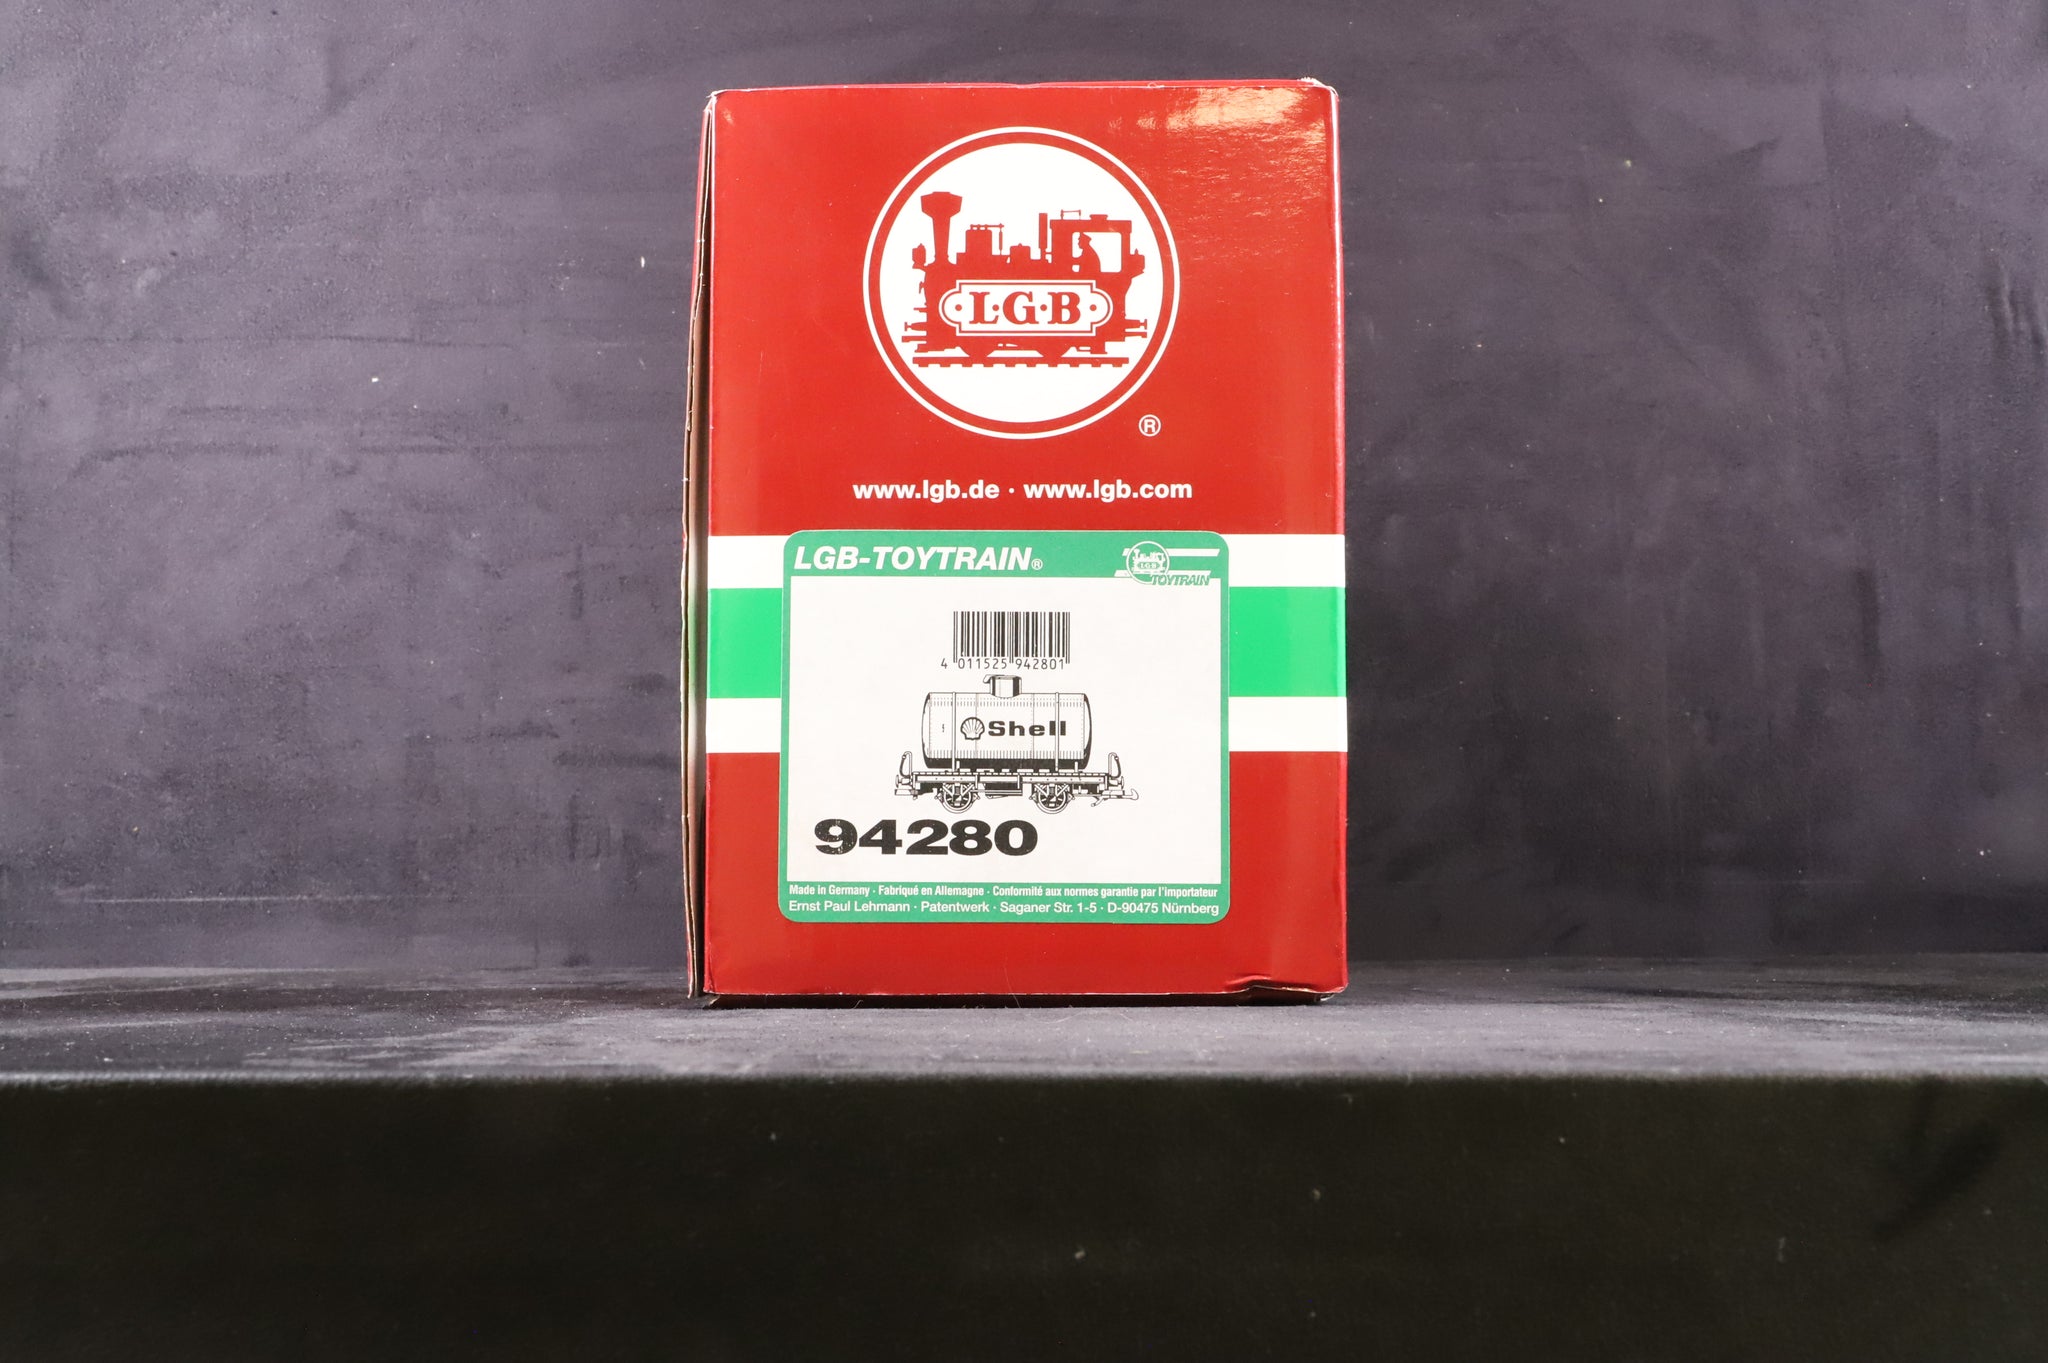 L·G·B
®
www.lgb.de · www.lgb.com
LGB-TOYTRAIN®
LGB
TOYTRAIN
4 011525 942801
Shell
94280
Made in Germany · Fabriqué en Allemagne · Conformité aux normes garantie par l'importateur
Ernst Paul Lehmann · Patentwerk · Saganer Str. 1-5 · D-90475 Nürnberg